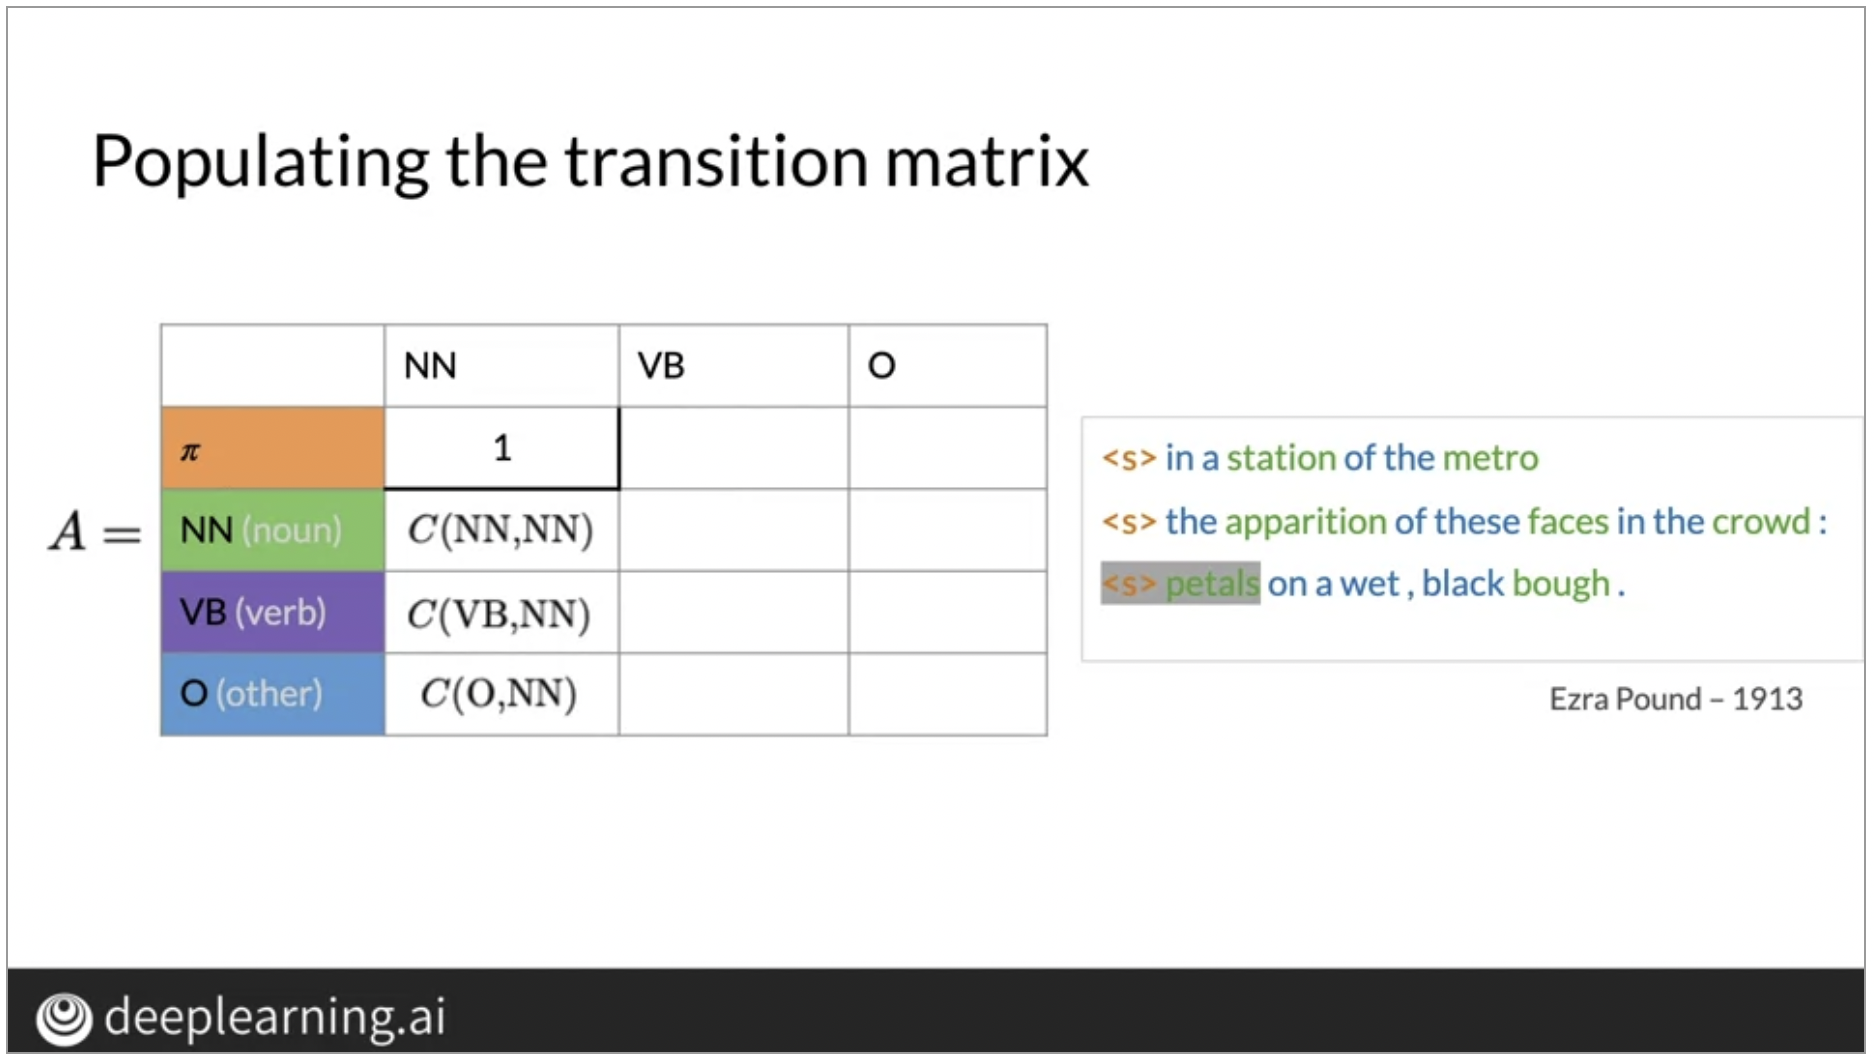 Populating the transition matrix
NN VB O
π 1
A = NN (noun) C(NN,NN)
VB (verb) C(VB,NN)
O (other) C(O,NN)
<s> in a station of the metro
<s> the apparition of these faces in the crowd :
<s> petals on a wet , black bough .
Ezra Pound – 1913
deeplearning.ai